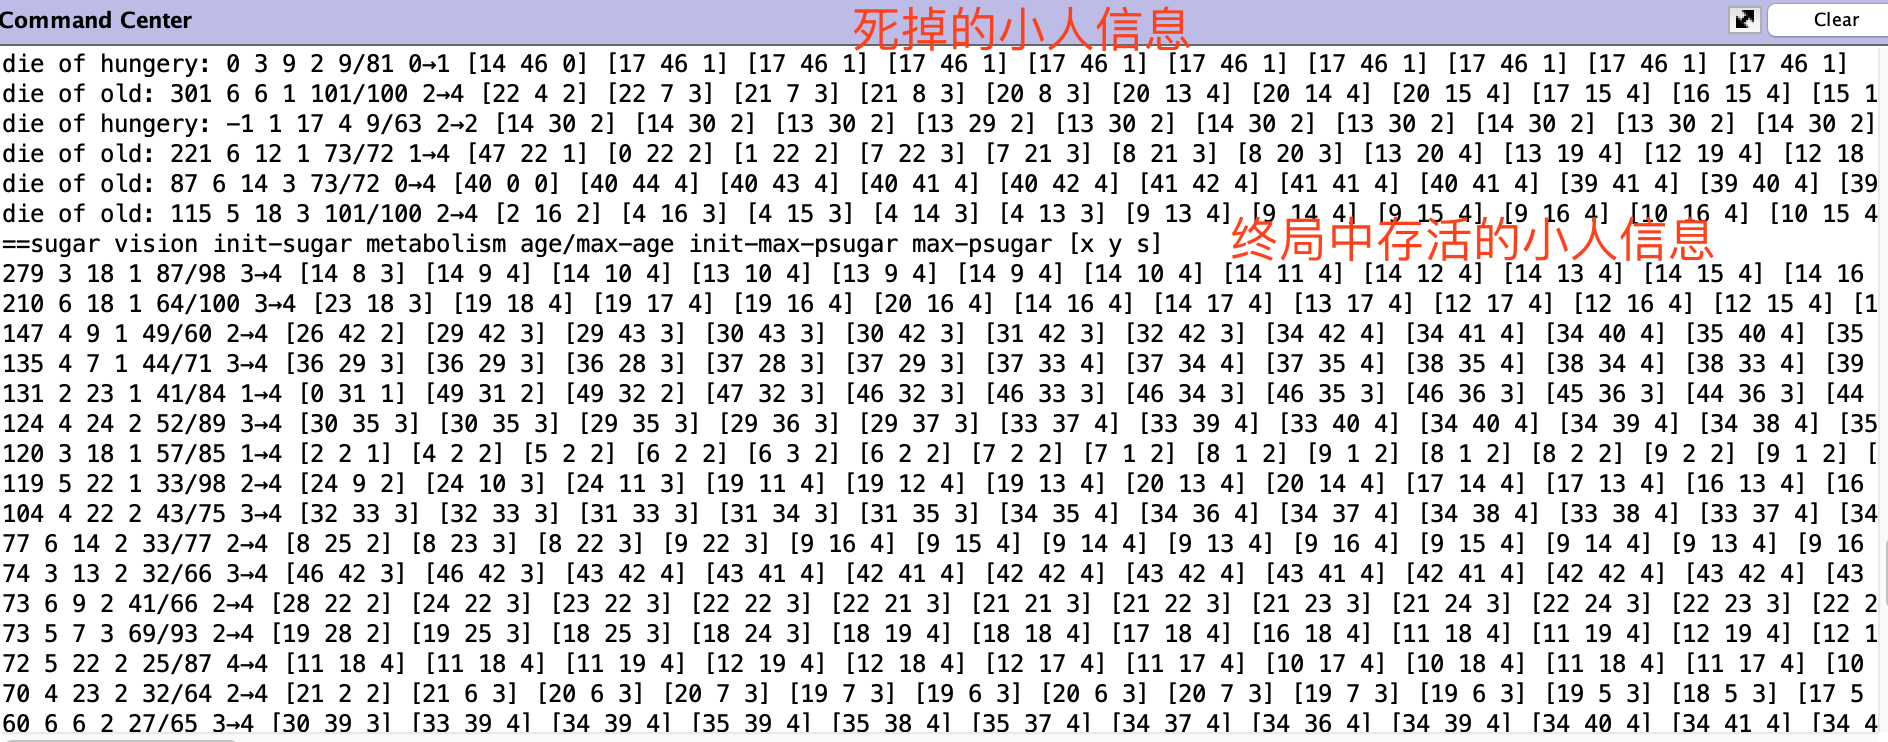 Command Center
死掉的小人信息
Clear
die of hungery: 0 3 9 2 9/81 0→1 [14 46 0] [17 46 1] [17 46 1] [17 46 1] [17 46 1] [17 46 1] [17 46 1] [17 46 1] [17 46 1] [17 46 1]
die of old: 301 6 6 1 101/100 2→4 [22 4 2] [22 7 3] [21 7 3] [21 8 3] [20 8 3] [20 13 4] [20 14 4] [20 15 4] [17 15 4] [16 15 4] [15 1
die of hungery: −1 1 17 4 9/63 2→2 [14 30 2] [14 30 2] [13 30 2] [13 29 2] [13 30 2] [14 30 2] [13 30 2] [14 30 2] [13 30 2] [14 30 2]
die of old: 221 6 12 1 73/72 1→4 [47 22 1] [0 22 2] [1 22 2] [7 22 3] [7 21 3] [8 21 3] [8 20 3] [13 20 4] [13 19 4] [12 19 4] [12 18
die of old: 87 6 14 3 73/72 0→4 [40 0 0] [40 44 4] [40 43 4] [40 41 4] [40 42 4] [41 42 4] [41 41 4] [40 41 4] [39 41 4] [39 40 4] [39
die of old: 115 5 18 3 101/100 2→4 [2 16 2] [4 16 3] [4 15 3] [4 14 3] [4 13 3] [9 13 4] [9 14 4] [9 15 4] [9 16 4] [10 16 4] [10 15 4
==sugar vision init-sugar metabolism age/max-age init-max-psugar max-psugar [x y s]
终局中存活的小人信息
279 3 18 1 87/98 3→4 [14 8 3] [14 9 4] [14 10 4] [13 10 4] [13 9 4] [14 9 4] [14 10 4] [14 11 4] [14 12 4] [14 13 4] [14 15 4] [14 16
210 6 18 1 64/100 3→4 [23 18 3] [19 18 4] [19 17 4] [19 16 4] [20 16 4] [14 16 4] [14 17 4] [13 17 4] [12 17 4] [12 16 4] [12 15 4] [1
147 4 9 1 49/60 2→4 [26 42 2] [29 42 3] [29 43 3] [30 43 3] [30 42 3] [31 42 3] [32 42 3] [34 42 4] [34 41 4] [34 40 4] [35 40 4] [35
135 4 7 1 44/71 3→4 [36 29 3] [36 29 3] [36 28 3] [37 28 3] [37 29 3] [37 33 4] [37 34 4] [37 35 4] [38 35 4] [38 34 4] [38 33 4] [39
131 2 23 1 41/84 1→4 [0 31 1] [49 31 2] [49 32 2] [47 32 3] [46 32 3] [46 33 3] [46 34 3] [46 35 3] [46 36 3] [45 36 3] [44 36 3] [44
124 4 24 2 52/89 3→4 [30 35 3] [30 35 3] [29 35 3] [29 36 3] [29 37 3] [33 37 4] [33 39 4] [33 40 4] [34 40 4] [34 39 4] [34 38 4] [35
120 3 18 1 57/85 1→4 [2 2 1] [4 2 2] [5 2 2] [6 2 2] [6 3 2] [6 2 2] [7 2 2] [7 1 2] [8 1 2] [9 1 2] [8 1 2] [8 2 2] [9 2 2] [9 1 2] [
119 5 22 1 33/98 2→4 [24 9 2] [24 10 3] [24 11 3] [19 11 4] [19 12 4] [19 13 4] [20 13 4] [20 14 4] [17 14 4] [17 13 4] [16 13 4] [16
104 4 22 2 43/75 3→4 [32 33 3] [32 33 3] [31 33 3] [31 34 3] [31 35 3] [34 35 4] [34 36 4] [34 37 4] [34 38 4] [33 38 4] [33 37 4] [34
77 6 14 2 33/77 2→4 [8 25 2] [8 23 3] [8 22 3] [9 22 3] [9 16 4] [9 15 4] [9 14 4] [9 13 4] [9 16 4] [9 15 4] [9 14 4] [9 13 4] [9 16
74 3 13 2 32/66 3→4 [46 42 3] [46 42 3] [43 42 4] [43 41 4] [42 41 4] [42 42 4] [43 42 4] [43 41 4] [42 41 4] [42 42 4] [43 42 4] [43
73 6 9 2 41/66 2→4 [28 22 2] [24 22 3] [23 22 3] [22 22 3] [22 21 3] [21 21 3] [21 22 3] [21 23 3] [21 24 3] [22 24 3] [22 23 3] [22 2
73 5 7 3 69/93 2→4 [19 28 2] [19 25 3] [18 25 3] [18 24 3] [18 19 4] [18 18 4] [17 18 4] [16 18 4] [11 18 4] [11 19 4] [12 19 4] [12 1
72 5 22 2 25/87 4→4 [11 18 4] [11 18 4] [11 19 4] [12 19 4] [12 18 4] [12 17 4] [11 17 4] [10 17 4] [10 18 4] [11 18 4] [11 17 4] [10
70 4 23 2 32/64 2→4 [21 2 2] [21 6 3] [20 6 3] [20 7 3] [19 7 3] [19 6 3] [20 6 3] [20 7 3] [19 7 3] [19 6 3] [19 5 3] [18 5 3] [17 5
60 6 6 2 27/65 3→4 [30 39 3] [33 39 4] [34 39 4] [35 39 4] [35 38 4] [35 37 4] [34 37 4] [34 36 4] [34 39 4] [34 40 4] [34 41 4] [34 4